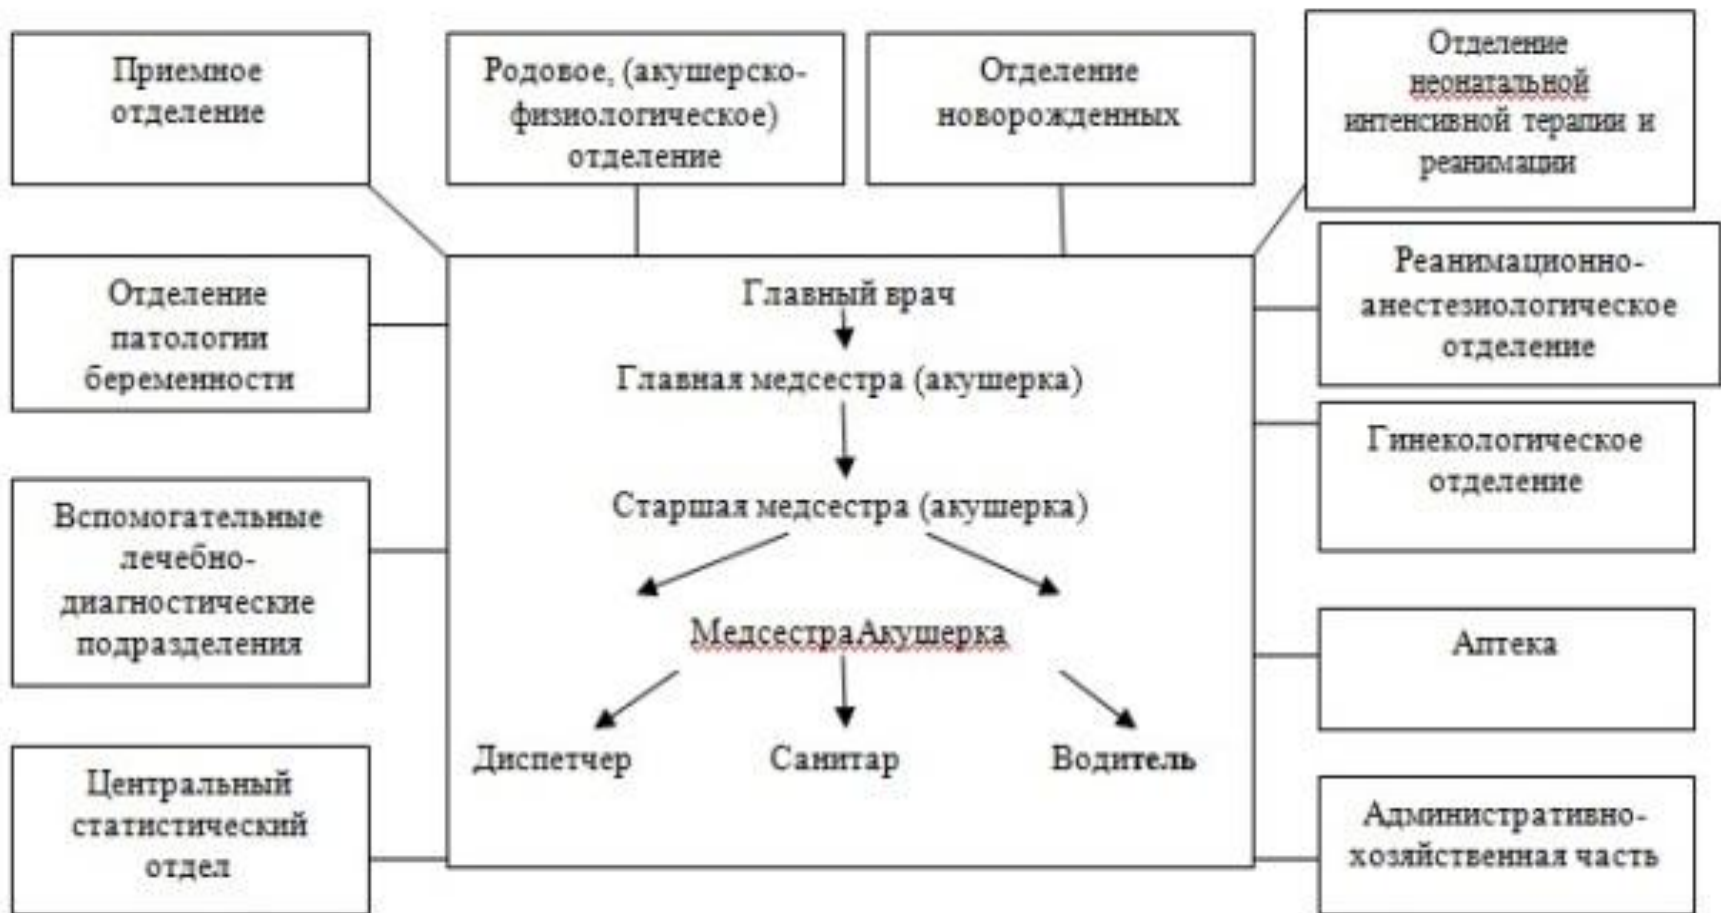 Приемное
отделение
Родовое, (акушерско-
физиологическое)
отделение
Отделение
новорожденных
Отделение
неонатальной
интенсивной терапии и
реанимации
Отделение
патологии
беременности
Вспомогательные
лечебно-
диагностические
подразделения
Центральный
статистический
отдел
Главный врач
Главная медсестра (акушерка)
Старшая медсестра (акушерка)
МедсестраАкушерка
Диспетчер
Санитар
Водитель
Реанимационно-
анестезиологическое
отделение
Гинекологическое
отделение
Аптека
Административно-
хозяйственная часть